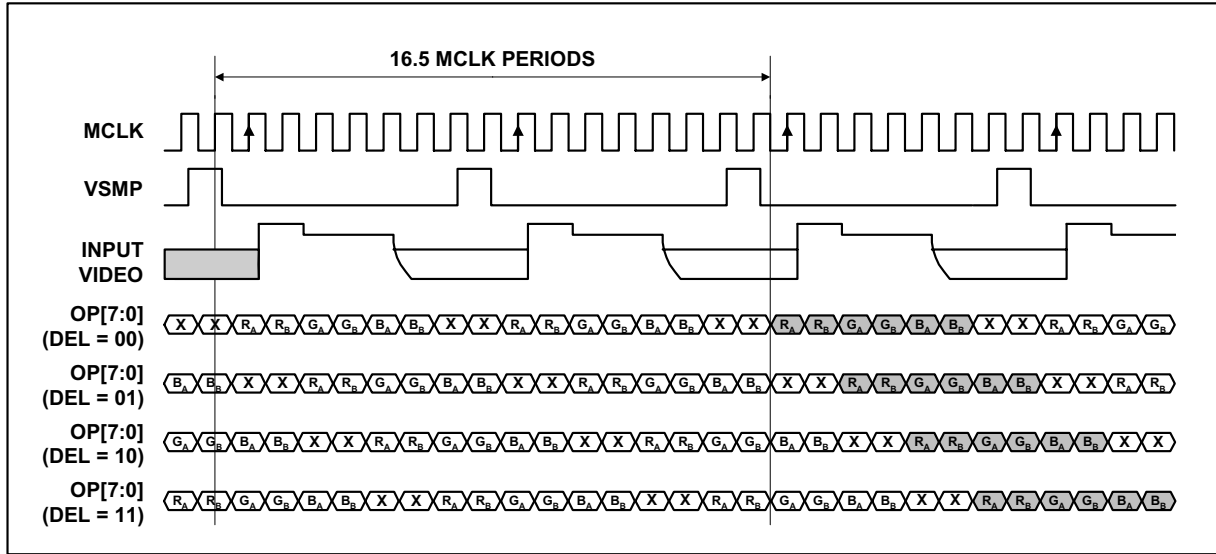 16.5 MCLK PERIODS
MCLK
VSMP
INPUT
VIDEO
OP[7:0]
(DEL = 00)
X X RA RB GA GB BA BB X X RA RB GA GB BA BB X X RA RB GA GB BA BB X X RA RB GA GB
OP[7:0]
(DEL = 01)
BA BB X X RA RB GA GB BA BB X X RA RB GA GB BA BB X X RA RB GA GB BA BB X X RA RB
OP[7:0]
(DEL = 10)
GA GB BA BB X X RA RB GA GB BA BB X X RA RB GA GB BA BB X X RA RB GA GB BA BB X X
OP[7:0]
(DEL = 11)
RA RB GA GB BA BB X X RA RB GA GB BA BB X X RA RB GA GB BA BB X X RA RB GA GB BA BB